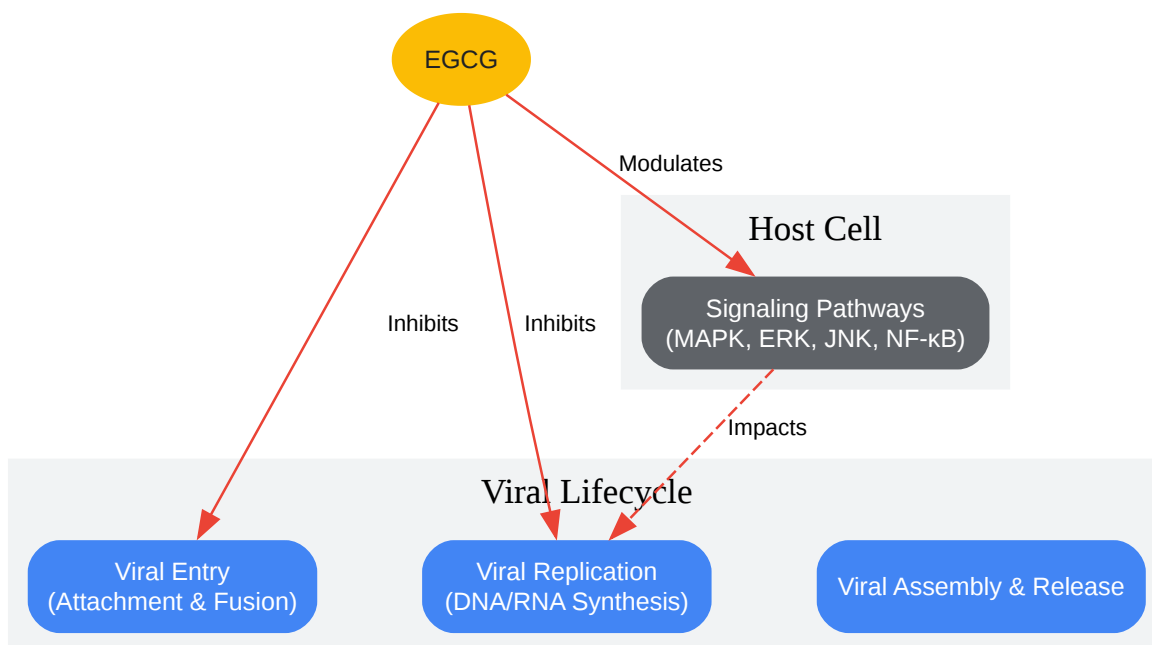 EGCG
Modulates
Host Cell
Signaling Pathways
(MAPK, ERK, JNK, NF-κB)
Inhibits
Inhibits
Impacts
Viral Lifecycle
Viral Entry
(Attachment & Fusion)
Viral Replication
(DNA/RNA Synthesis)
Viral Assembly & Release